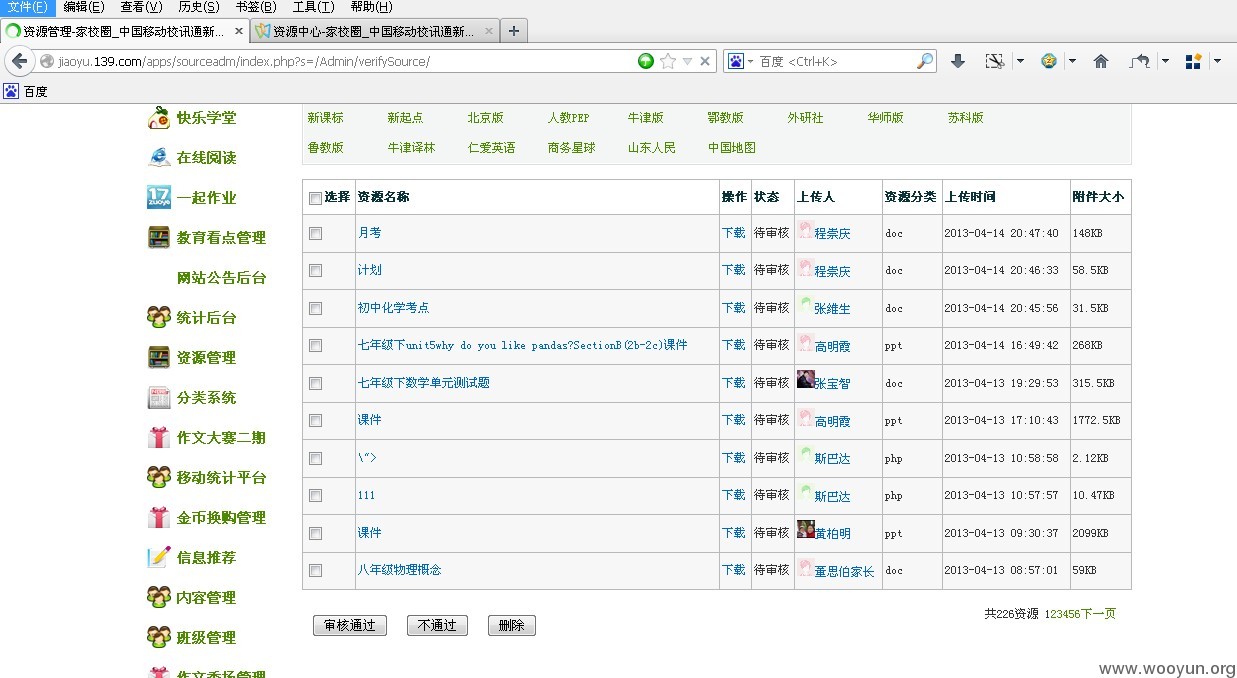 文件(F) 编辑(E) 查看(V) 历史(S) 书签(B) 工具(T) 帮助(H)
资源管理-家校圈_中国移动校讯通新... × 资源中心-家校圈_中国移动校讯通新... × +
jiaoyu.139.com/apps/sourceadm/index.php?s=/Admin/verifySource/ 百度 <Ctrl+K>
百度
快乐学堂
在线阅读
17 zuoye 一起作业
教育看点管理
网站公告后台
统计后台
资源管理
分类系统
作文大赛二期
移动统计平台
金币换购管理
信息推荐
内容管理
班级管理
作文秀场管理
新课标 新起点 北京版 人教PEP 牛津版 鄂教版 外研社 华师版 苏科版
鲁教版 牛津译林 仁爱英语 商务星球 山东人民 中国地图
选择 资源名称 操作 状态 上传人 资源分类 上传时间 附件大小
月考 下载 待审核 程崇庆 doc 2013-04-14 20:47:40 148KB
计划 下载 待审核 程崇庆 doc 2013-04-14 20:46:33 58.5KB
初中化学考点 下载 待审核 张维生 doc 2013-04-14 20:45:56 31.5KB
七年级下unit5why do you like pandas?SectionB(2b-2c)课件 下载 待审核 高明霞 ppt 2013-04-14 16:49:42 268KB
七年级下数学单元测试题 下载 待审核 张宝智 doc 2013-04-13 19:29:53 315.5KB
课件 下载 待审核 高明霞 ppt 2013-04-13 17:10:43 1772.5KB
\"> 下载 待审核 斯巴达 php 2013-04-13 10:58:58 2.12KB
111 下载 待审核 斯巴达 php 2013-04-13 10:57:57 10.47KB
课件 下载 待审核 黄柏明 ppt 2013-04-13 09:30:37 2099KB
八年级物理概念 下载 待审核 董思伯家长 doc 2013-04-13 08:57:01 59KB
审核通过 不通过 删除
共226资源 123456下一页
www.wooyun.org